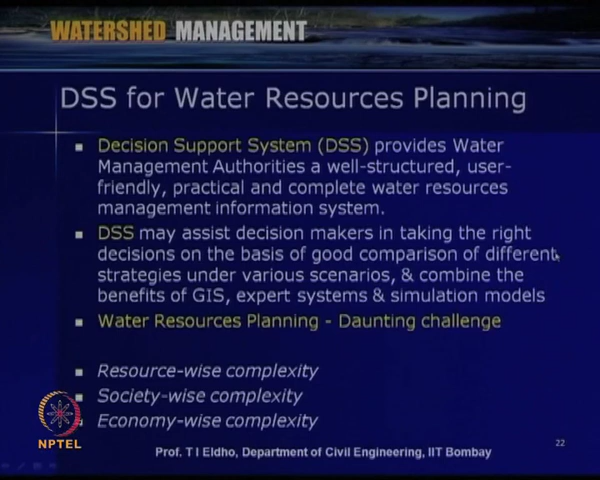 WATERSHED MANAGEMENT
DSS for Water Resources Planning
Decision Support System (DSS) provides Water
Management Authorities a well-structured, user-
friendly, practical and complete water resources
management information system.
DSS may assist decision makers in taking the right
decisions on the basis of good comparison of different
strategies under various scenarios, & combine the
benefits of GIS, expert systems & simulation models
Water Resources Planning - Daunting challenge
Resource-wise complexity
Society-wise complexity
Economy-wise complexity
NPTEL
Prof. T I Eldho, Department of Civil Engineering, IIT Bombay
22